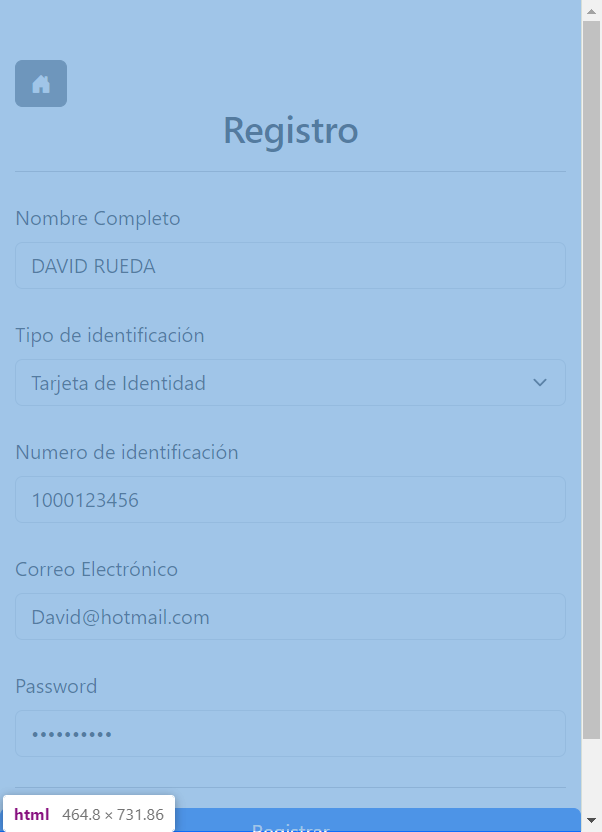 Registro
Nombre Completo
DAVID RUEDA
Tipo de identificación
Tarjeta de Identidad
Numero de identificación
1000123456
Correo Electrónico
David@hotmail.com
Password
••••••••••
Registrar
html 464.8 × 731.86